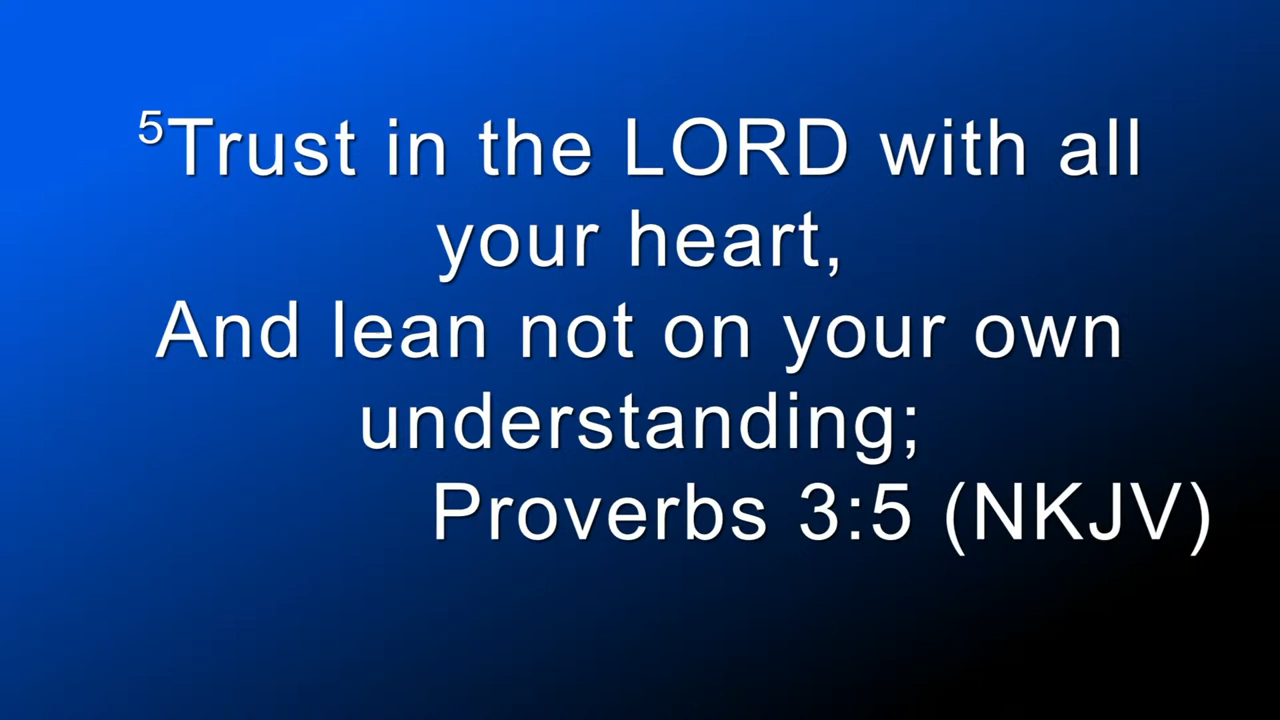 ⁵Trust in the LORD with all
your heart,
And lean not on your own
understanding;
Proverbs 3:5 (NKJV)